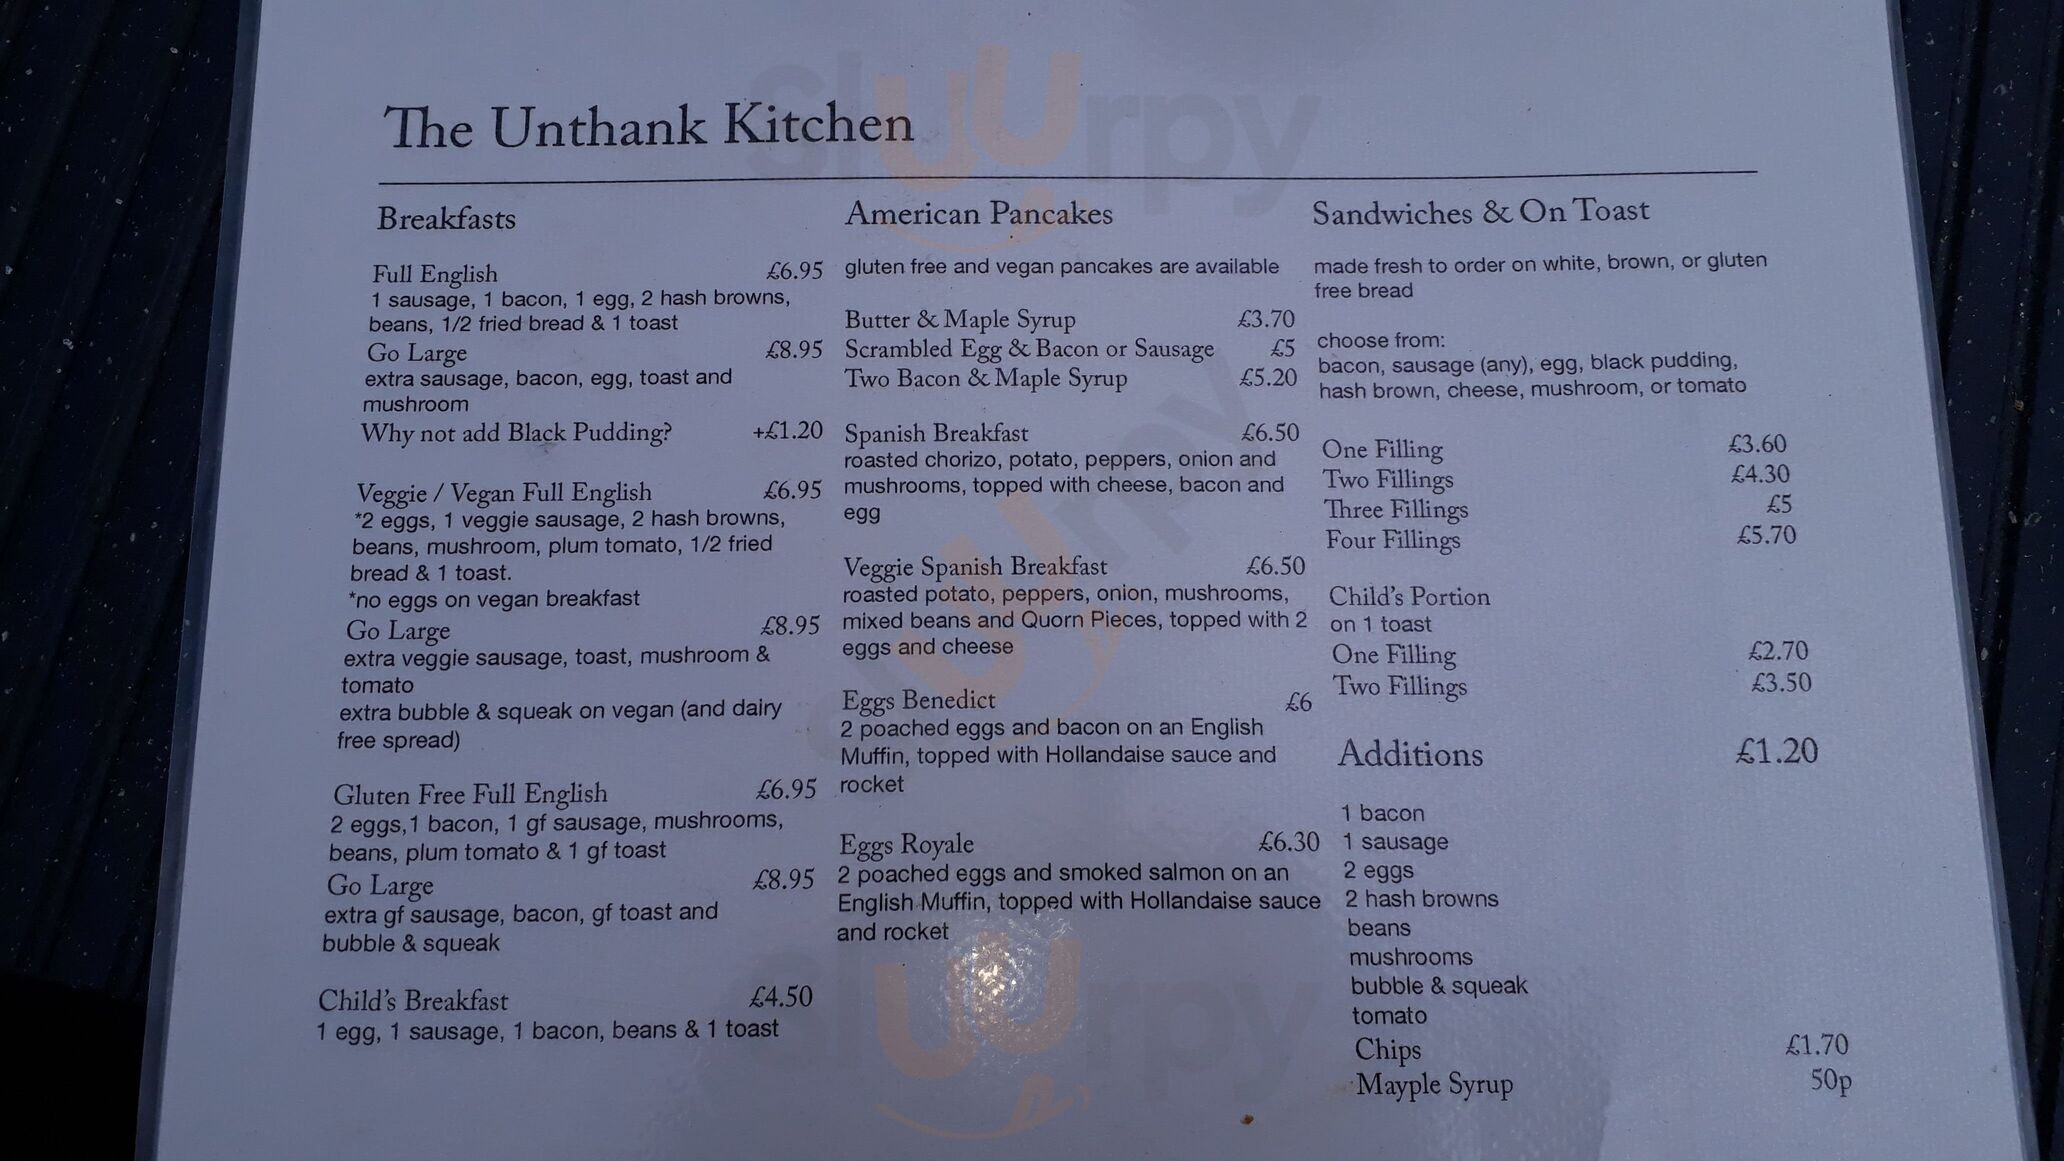 The Unthank Kitchen
Breakfasts
Full English £6.95
1 sausage, 1 bacon, 1 egg, 2 hash browns,
beans, 1/2 fried bread & 1 toast
Go Large £8.95
extra sausage, bacon, egg, toast and
mushroom
Why not add Black Pudding? +£1.20
Veggie / Vegan Full English £6.95
*2 eggs, 1 veggie sausage, 2 hash browns,
beans, mushroom, plum tomato, 1/2 fried
bread & 1 toast.
*no eggs on vegan breakfast
Go Large £8.95
extra veggie sausage, toast, mushroom &
tomato
extra bubble & squeak on vegan (and dairy
free spread)
Gluten Free Full English £6.95
2 eggs,1 bacon, 1 gf sausage, mushrooms,
beans, plum tomato & 1 gf toast
Go Large £8.95
extra gf sausage, bacon, gf toast and
bubble & squeak
Child's Breakfast £4.50
1 egg, 1 sausage, 1 bacon, beans & 1 toast
American Pancakes
gluten free and vegan pancakes are available
Butter & Maple Syrup £3.70
Scrambled Egg & Bacon or Sausage £5
Two Bacon & Maple Syrup £5.20
Spanish Breakfast £6.50
roasted chorizo, potato, peppers, onion and
mushrooms, topped with cheese, bacon and
egg
Veggie Spanish Breakfast £6.50
roasted potato, peppers, onion, mushrooms,
mixed beans and Quorn Pieces, topped with 2
eggs and cheese
Eggs Benedict £6
2 poached eggs and bacon on an English
Muffin, topped with Hollandaise sauce and
rocket
Eggs Royale £6.30
2 poached eggs and smoked salmon on an
English Muffin, topped with Hollandaise sauce
and rocket
Sandwiches & On Toast
made fresh to order on white, brown, or gluten
free bread
choose from:
bacon, sausage (any), egg, black pudding,
hash brown, cheese, mushroom, or tomato
One Filling £3.60
Two Fillings £4.30
Three Fillings £5
Four Fillings £5.70
Child's Portion
on 1 toast
One Filling £2.70
Two Fillings £3.50
Additions £1.20
1 bacon
1 sausage
2 eggs
2 hash browns
beans
mushrooms
bubble & squeak
tomato
Chips £1.70
Mayple Syrup 50p
sluurpy
sluurpy
sluurpy